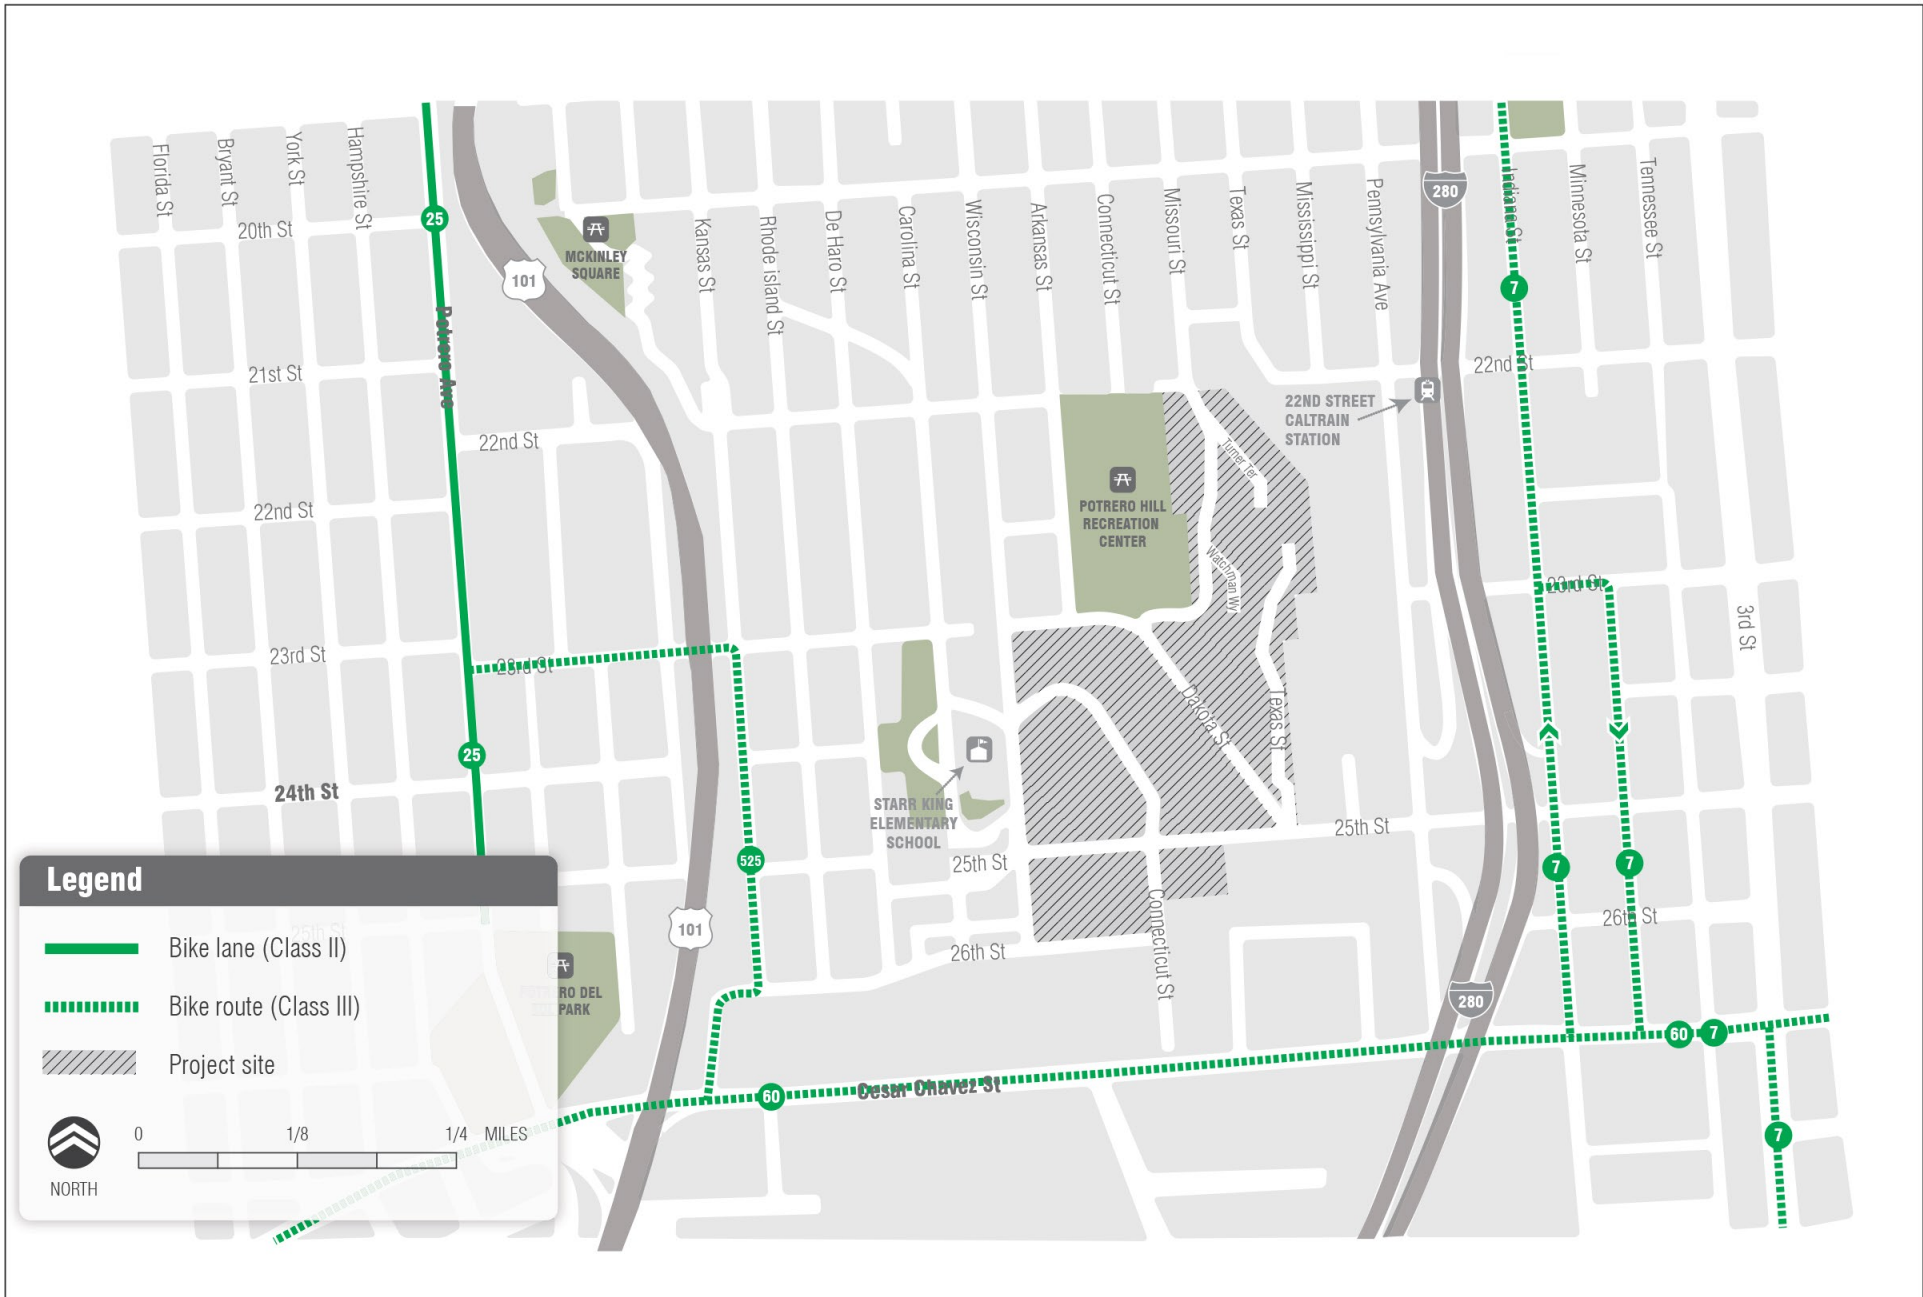 Florida St
Bryant St
York St
Hampshire St
20th St
25
Potrero Ave
101
MCKINLEY
SQUARE
Kansas St
Rhode island St
De Haro St
Carolina St
Wisconsin St
Arkansas St
Connecticut St
Missouri St
Texas St
Mississippi St
Pennsylvania Ave
280
Indiana St
Minnesota St
Tennessee St
7
21st St
22nd St
22nd St
22nd St
22ND STREET
CALTRAIN
STATION
Turner Ter
POTRERO HILL
RECREATION
CENTER
Watchman Wy
23rd St
3rd St
23rd St
23rd St
Dakota St
Texas St
25
24th St
STARR KING
ELEMENTARY
SCHOOL
525
25th St
25th St
7
7
101
26th St
26th St
Connecticut St
280
60
7
60
Cesar Chavez St
7
Legend
25th St
Bike lane (Class II)
Bike route (Class III)
Project site
RO DEL
PARK
0
1/8
1/4
MILES
NORTH